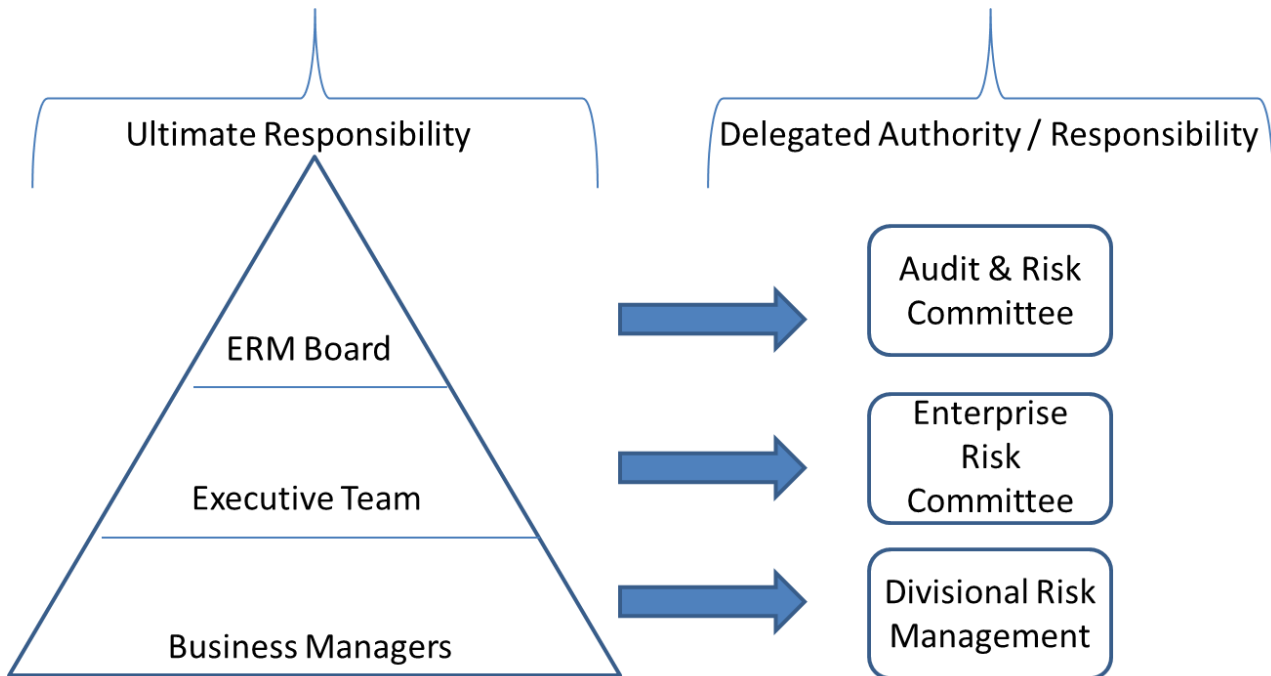 Ultimate Responsibility
Delegated Authority / Responsibility
ERM Board
Executive Team
Business Managers
Audit & Risk
Committee
Enterprise
Risk
Committee
Divisional Risk
Management